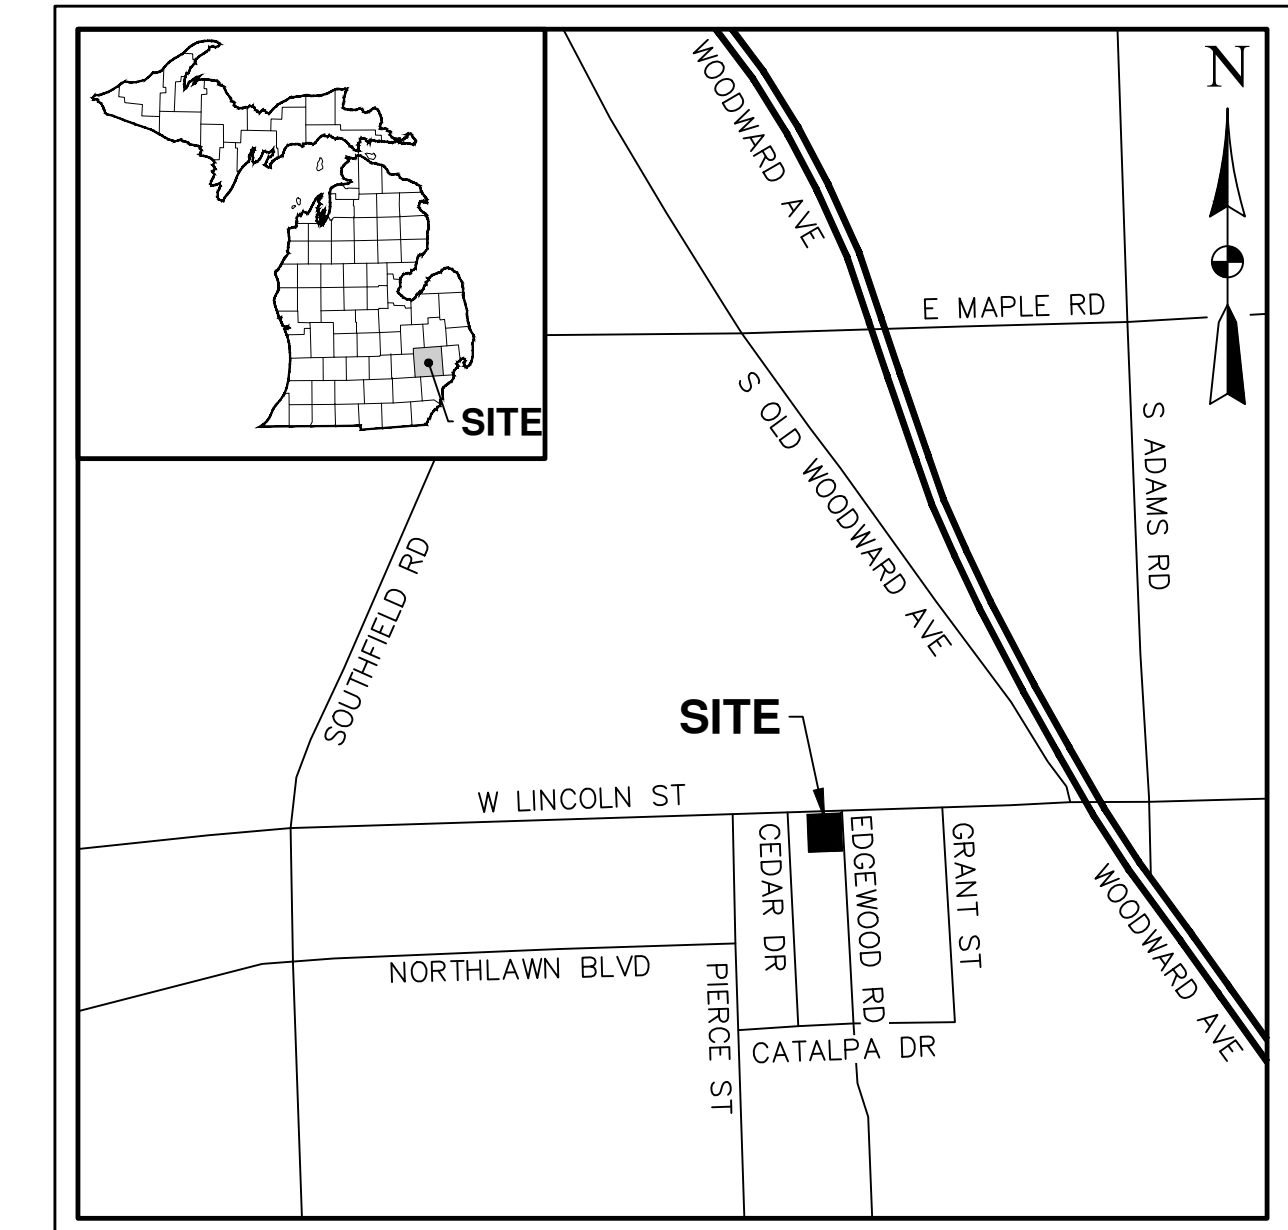 N
WOODWARD AVE
E MAPLE RD
SITE
S OLD WOODWARD AVE
S ADAMS RD
SOUTHFIELD RD
SITE
W LINCOLN ST
CEDAR DR
EDGEWOOD RD
GRANT ST
WOODWARD AVE
NORTHLAWN BLVD
PIERCE ST
CATALPA DR